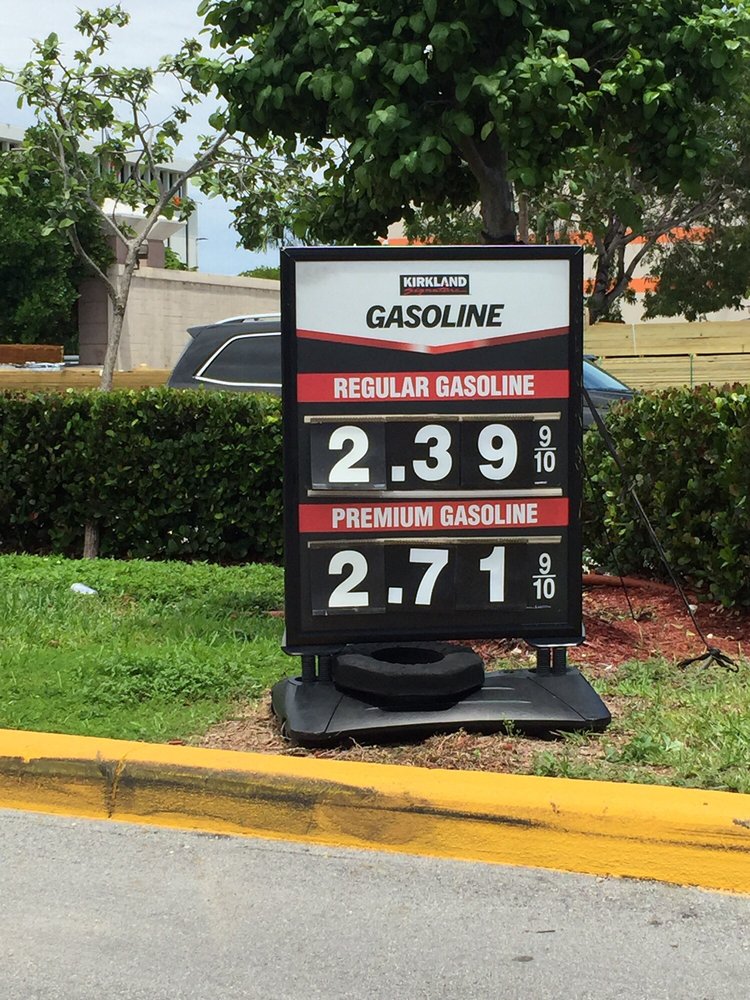 KIRKLAND
Signature
GASOLINE
REGULAR GASOLINE
2.39 9/10
PREMIUM GASOLINE
2.71 9/10